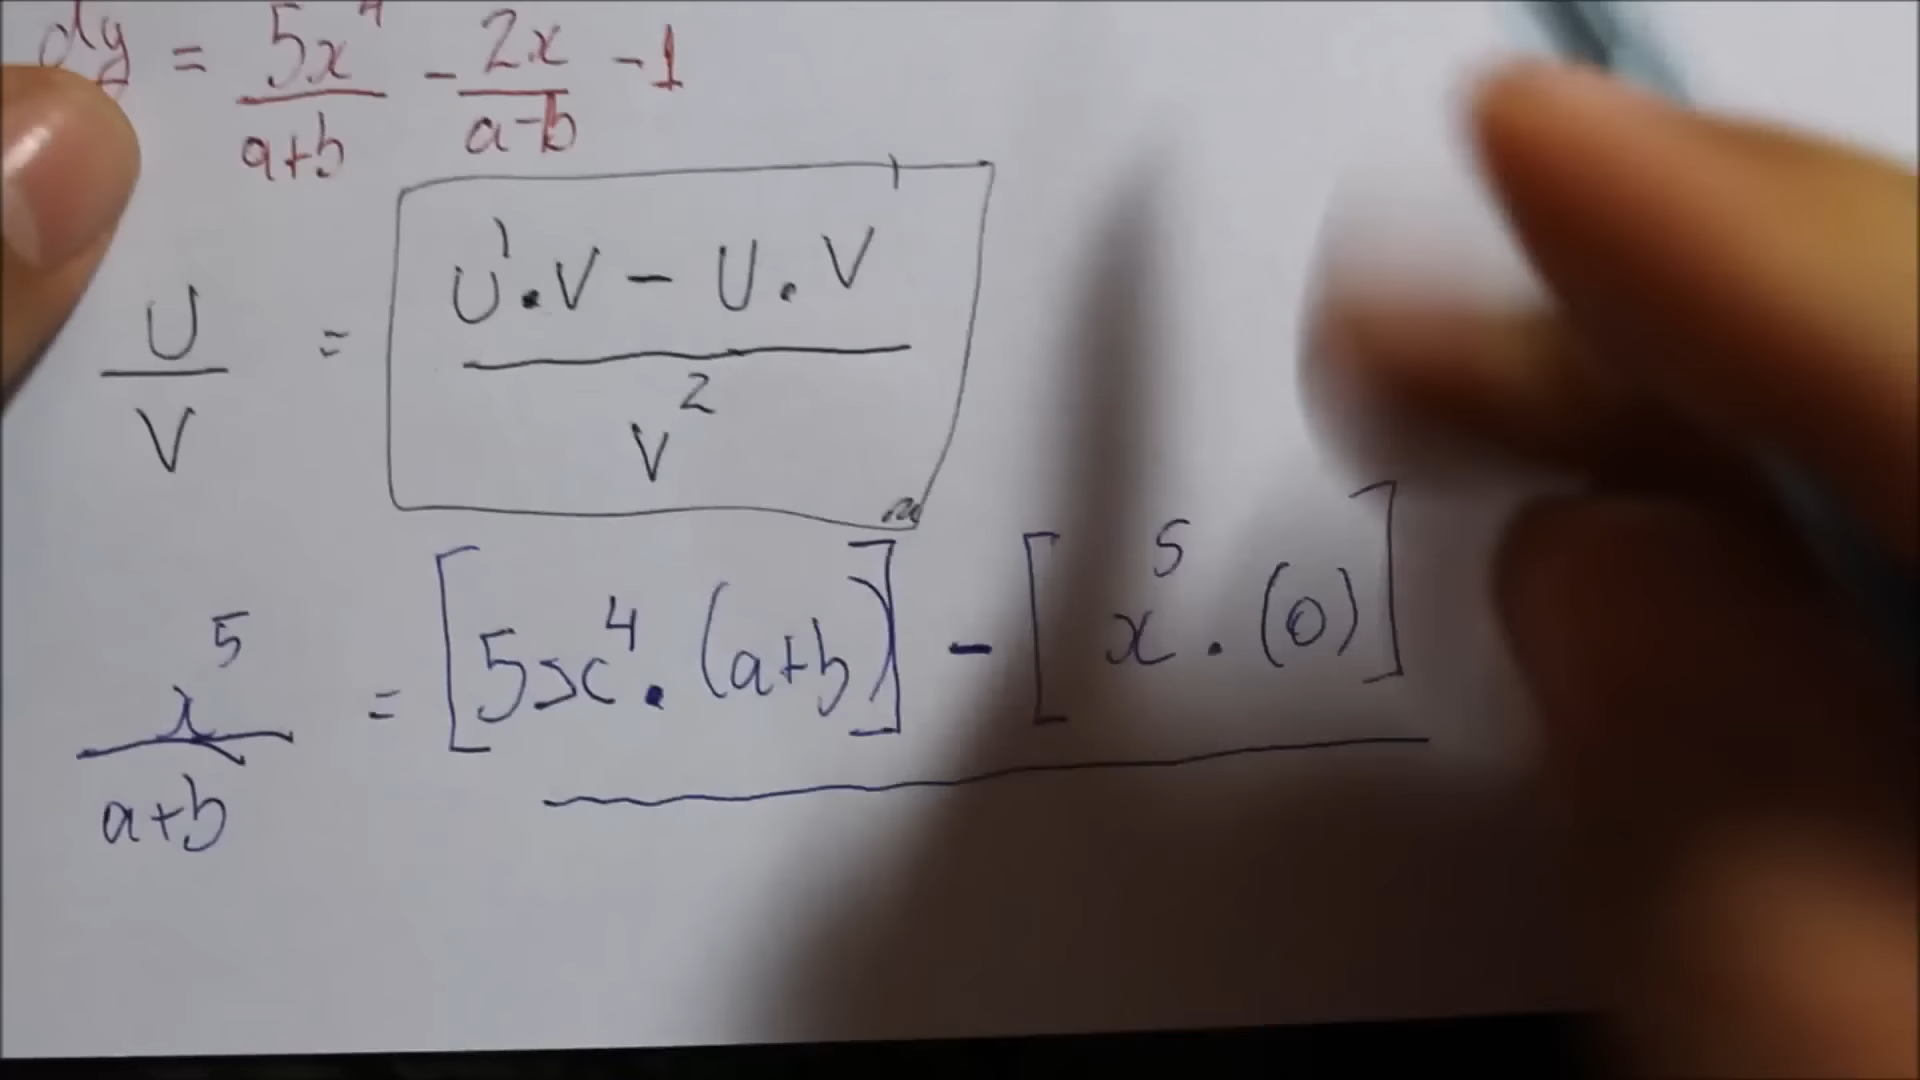 dy = 5x⁴/a+b - 2x/a-b - 1
U/V = U'.V - U.V'/V²
x⁵/a+b = [5x⁴.(a+b)] - [x⁵.(0)]